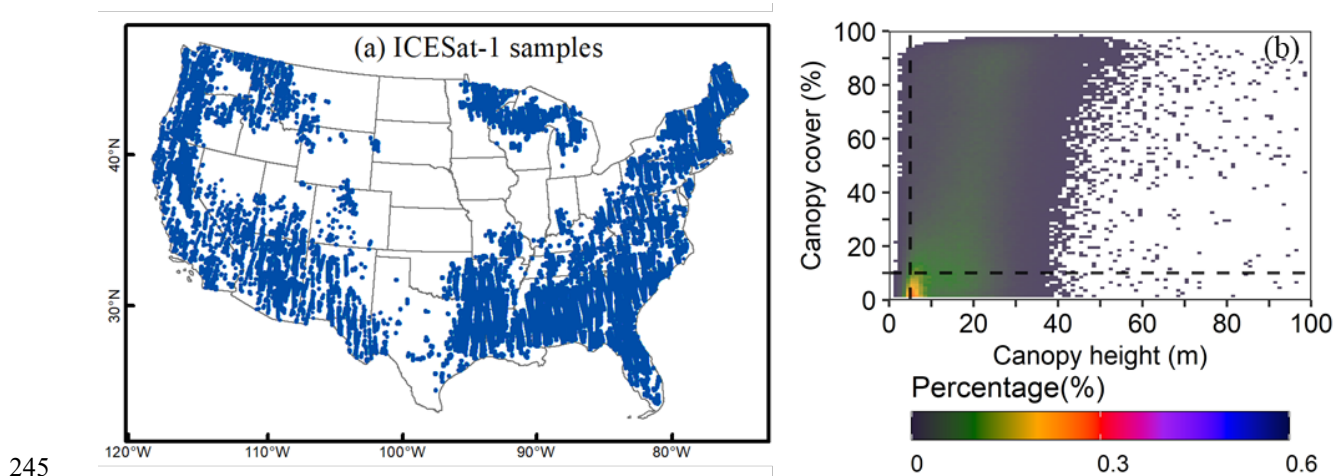 (a) ICESat-1 samples
40°N
30°N
120°W
110°W
100°W
90°W
80°W
245
(b)
Canopy cover (%)
100
80
60
40
20
0
0
20
40
60
80
100
Canopy height (m)
Percentage(%)
0
0.3
0.6